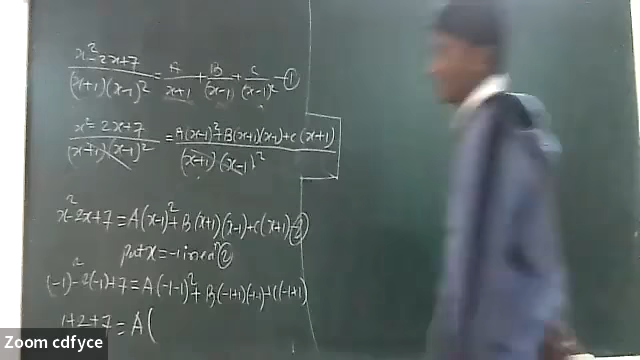 x²-2x+7/(x+1)(x-1)² = A/x+1 + B/(x-1) + C/(x-1)² - ①
x²-2x+7/(x+1)(x-1)² = A(x-1)²+B(x+1)(x-1)+C(x+1)/(x+1)(x-1)²
x²-2x+7 = A(x-1)²+B(x+1)(x-1)+C(x+1) - ②
put x = -1 in eqⁿ ②
(-1)²-2(-1)+7 = A(-1-1)²+B(-1+1)(-1-1)+C(-1+1)
1+2+7 = A(
Zoom cdfyce